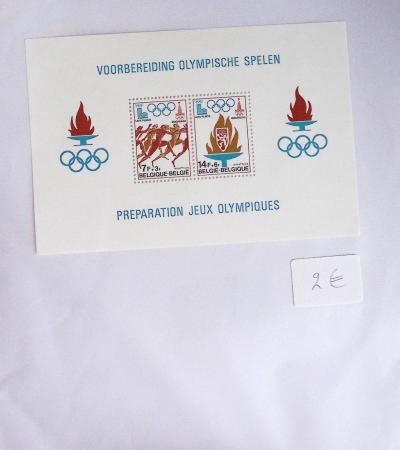 VOORBEREIDING OLYMPISCHE SPELEN
7F+3F
BELGIQUE-BELGIË
14F+6F
BELGIQUE-BELGIË
PREPARATION JEUX OLYMPIQUES
2€